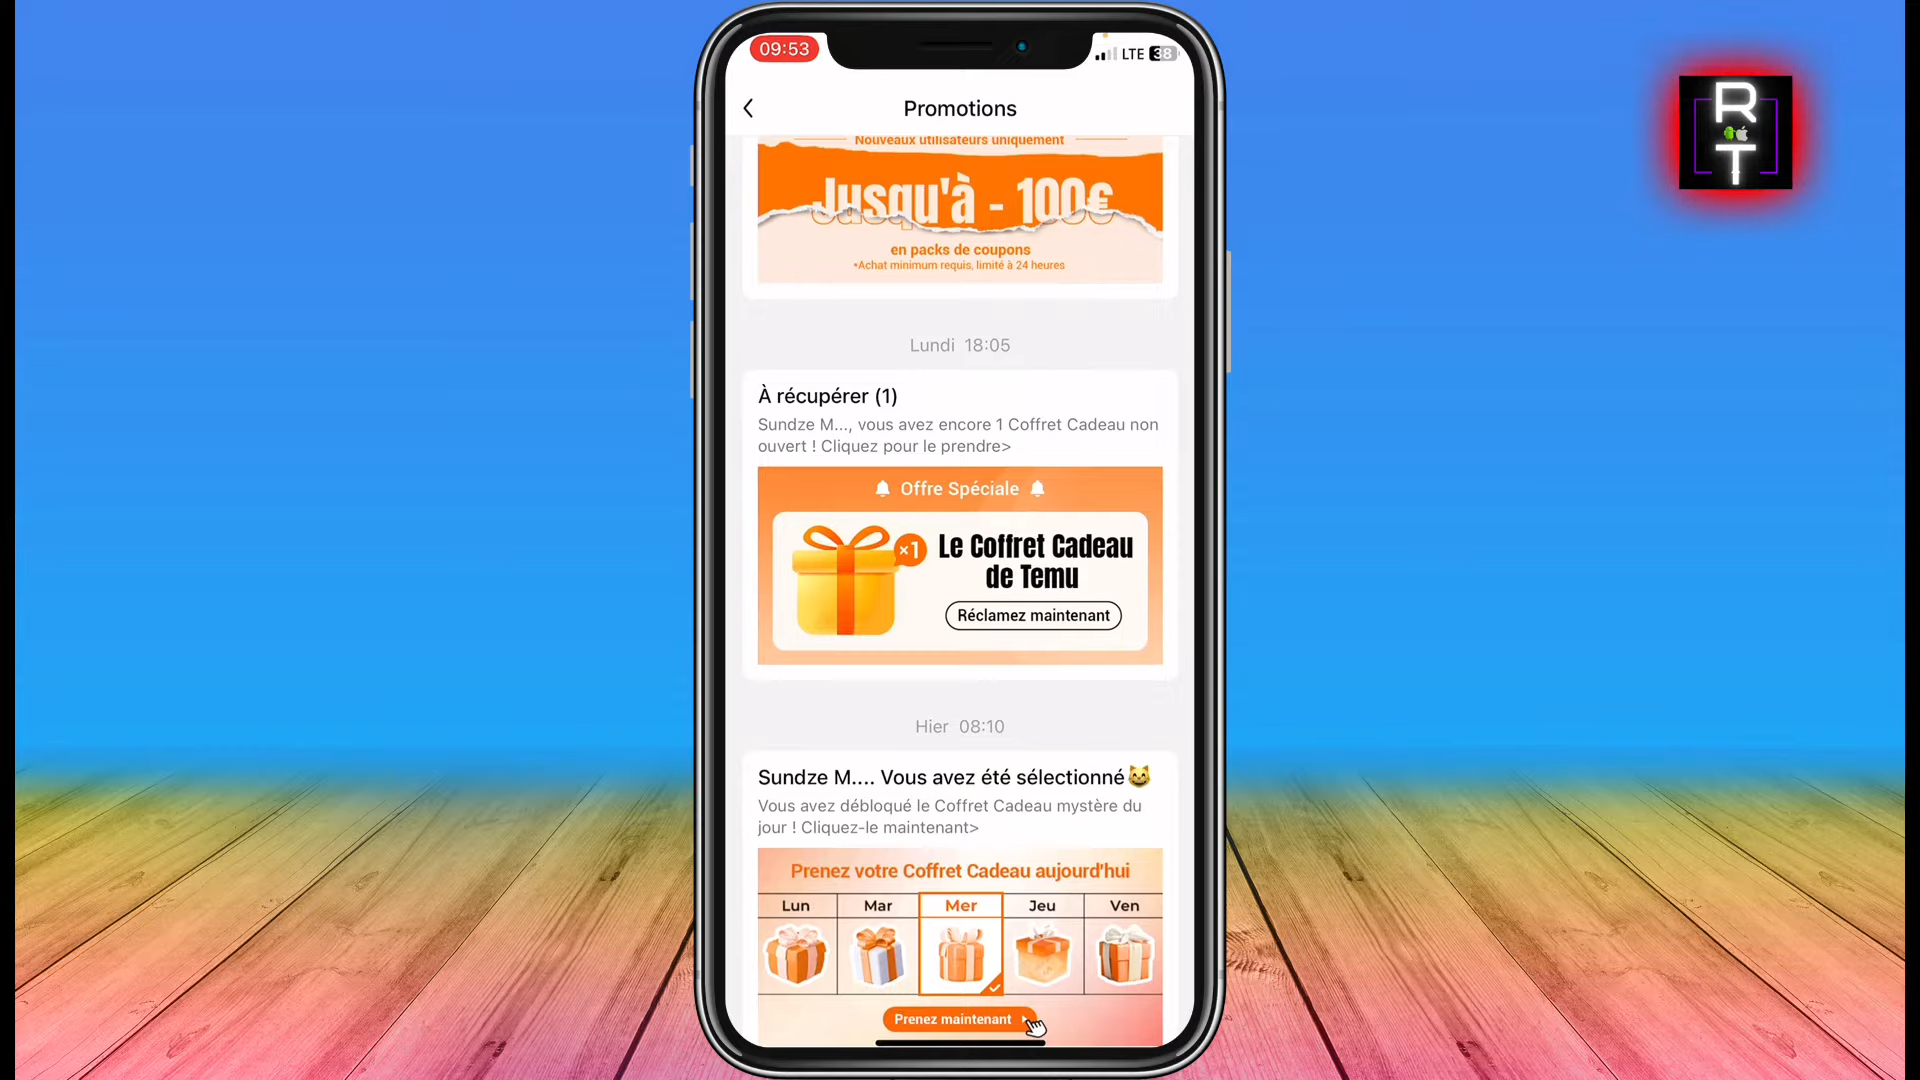 09:53
LTE 38
R
T
Promotions
Nouveaux utilisateurs uniquement
Jusqu'à - 100€
en packs de coupons
*Achat minimum requis, limité à 24 heures
Lundi 18:05
À récupérer (1)
Sundze M..., vous avez encore 1 Coffret Cadeau non
ouvert ! Cliquez pour le prendre>
Offre Spéciale
×1
Le Coffret Cadeau
de Temu
Réclamez maintenant
Hier 08:10
Sundze M.... Vous avez été sélectionné😺
Vous avez débloqué le Coffret Cadeau mystère du
jour ! Cliquez-le maintenant>
Prenez votre Coffret Cadeau aujourd'hui
Lun Mar Mer Jeu Ven
Prenez maintenant